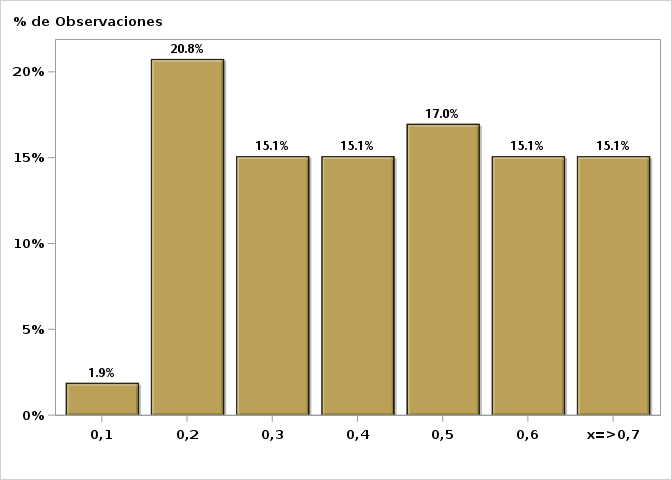 % de Observaciones
20.8%
20%
17.0%
15.1% 15.1% 15.1% 15.1%
15%
10%
5%
1.9%
0%
0,1 0,2 0,3 0,4 0,5 0,6 x=>0,7